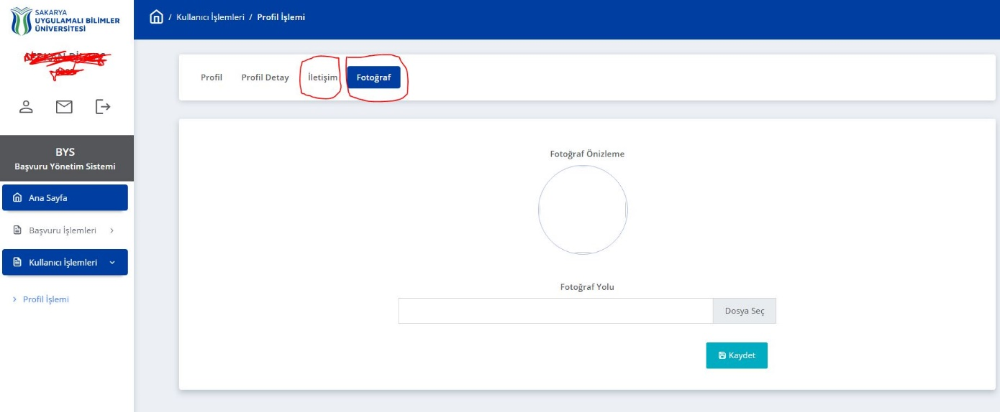 SAKARYA
UYGULAMALI BİLİMLER
ÜNİVERSİTESİ
/ Kullanıcı İşlemleri / Profil İşlemi
Profil
Profil Detay
İletişim
Fotoğraf
BYS
Başvuru Yönetim Sistemi
Ana Sayfa
Başvuru İşlemleri
Kullanıcı İşlemleri
Profil İşlemi
Fotoğraf Önizleme
Fotoğraf Yolu
Dosya Seç
Kaydet